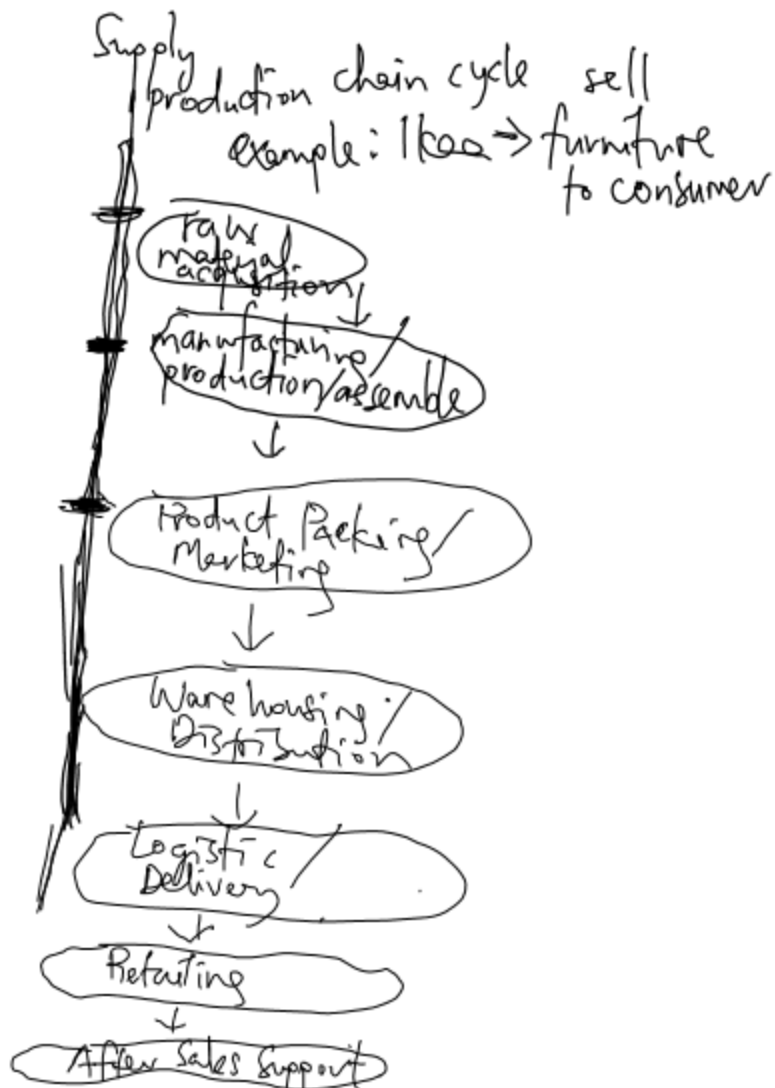 Supply
production chain cycle sell
example: Ikea → furniture
to consumer
raw
material
acquisition
manufacturing/
production/assemble
Product Packing/
Marketing
Warehousing/
Distribution
Logistic/
Delivery
Retailing
After Sales Support